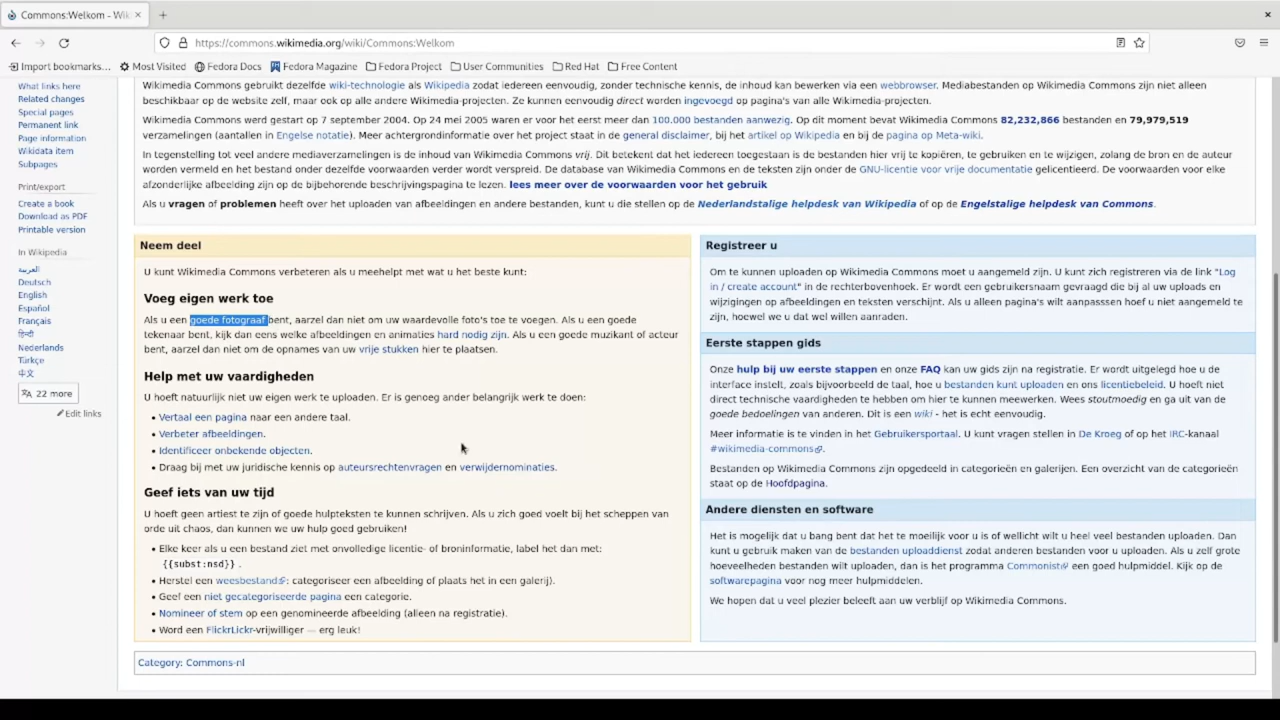 Commons:Welkom - Wik
https://commons.wikimedia.org/wiki/Commons:Welkom
Import bookmarks...
Most Visited
Fedora Docs
Fedora Magazine
Fedora Project
User Communities
Red Hat
Free Content
What links here
Related changes
Special pages
Permanent link
Page information
Wikidata item
Subpages
Print/export
Create a book
Download as PDF
Printable version
In Wikipedia
العربية
Deutsch
English
Español
Français
हिन्दी
Nederlands
Türkçe
中文
22 more
Edit links
Wikimedia Commons gebruikt dezelfde wiki-technologie als Wikipedia zodat iedereen eenvoudig, zonder technische kennis, de inhoud kan bewerken via een webbrowser. Mediabestanden op Wikimedia Commons zijn niet alleen
beschikbaar op de website zelf, maar ook op alle andere Wikimedia-projecten. Ze kunnen eenvoudig direct worden ingevoegd op pagina's van alle Wikimedia-projecten.
Wikimedia Commons werd gestart op 7 september 2004. Op 24 mei 2005 waren er voor het eerst meer dan 100.000 bestanden aanwezig. Op dit moment bevat Wikimedia Commons 82,232,866 bestanden en 79,979,519
verzamelingen (aantallen in Engelse notatie). Meer achtergrondinformatie over het project staat in de general disclaimer, bij het artikel op Wikipedia en bij de pagina op Meta-wiki.
In tegenstelling tot veel andere mediaverzamelingen is de inhoud van Wikimedia Commons vrij. Dit betekent dat het iedereen toegestaan is de bestanden hier vrij te kopiëren, te gebruiken en te wijzigen, zolang de bron en de auteur
worden vermeld en het bestand onder dezelfde voorwaarden verder wordt verspreid. De database van Wikimedia Commons en de teksten zijn onder de GNU-licentie voor vrije documentatie gelicentieerd. De voorwaarden voor elke
afzonderlijke afbeelding zijn op de bijbehorende beschrijvingspagina te lezen. lees meer over de voorwaarden voor het gebruik
Als u vragen of problemen heeft over het uploaden van afbeeldingen en andere bestanden, kunt u die stellen op de Nederlandstalige helpdesk van Wikipedia of op de Engelstalige helpdesk van Commons.
Neem deel
U kunt Wikimedia Commons verbeteren als u meehelpt met wat u het beste kunt:
Voeg eigen werk toe
Als u een goede fotograaf bent, aarzel dan niet om uw waardevolle foto's toe te voegen. Als u een goede
tekenaar bent, kijk dan eens welke afbeeldingen en animaties hard nodig zijn. Als u een goede muzikant of acteur
bent, aarzel dan niet om de opnames van uw vrije stukken hier te plaatsen.
Help met uw vaardigheden
U hoeft natuurlijk niet uw eigen werk te uploaden. Er is genoeg ander belangrijk werk te doen:
• Vertaal een pagina naar een andere taal.
• Verbeter afbeeldingen.
• Identificeer onbekende objecten.
• Draag bij met uw juridische kennis op auteursrechtenvragen en verwijdernominaties.
Geef iets van uw tijd
U hoeft geen artiest te zijn of goede hulpteksten te kunnen schrijven. Als u zich goed voelt bij het scheppen van
orde uit chaos, dan kunnen we uw hulp goed gebruiken!
• Elke keer als u een bestand ziet met onvolledige licentie- of broninformatie, label het dan met:
{{subst:nsd}} .
• Herstel een weesbestand: categoriseer een afbeelding of plaats het in een galerij).
• Geef een niet gecategoriseerde pagina een categorie.
• Nomineer of stem op een genomineerde afbeelding (alleen na registratie).
• Word een FlickrLickr-vrijwilliger — erg leuk!
Registreer u
Om te kunnen uploaden op Wikimedia Commons moet u aangemeld zijn. U kunt zich registreren via de link "Log
in / create account" in de rechterbovenhoek. Er wordt een gebruikersnaam gevraagd die bij al uw uploads en
wijzigingen op afbeeldingen en teksten verschijnt. Als u alleen pagina's wilt aanpasssen hoef u niet aangemeld te
zijn, hoewel we u dat wel willen aanraden.
Eerste stappen gids
Onze hulp bij uw eerste stappen en onze FAQ kan uw gids zijn na registratie. Er wordt uitgelegd hoe u de
interface instelt, zoals bijvoorbeeld de taal, hoe u bestanden kunt uploaden en ons licentiebeleid. U hoeft niet
direct technische vaardigheden te hebben om hier te kunnen meewerken. Wees stoutmoedig en ga uit van de
goede bedoelingen van anderen. Dit is een wiki - het is echt eenvoudig.
Meer informatie is te vinden in het Gebruikersportaal. U kunt vragen stellen in De Kroeg of op het IRC-kanaal
#wikimedia-commons.
Bestanden op Wikimedia Commons zijn opgedeeld in categorieën en galerijen. Een overzicht van de categorieën
staat op de Hoofdpagina.
Andere diensten en software
Het is mogelijk dat u bang bent dat het te moeilijk voor u is of wellicht wilt u heel veel bestanden uploaden. Dan
kunt u gebruik maken van de bestanden uploaddienst zodat anderen bestanden voor u uploaden. Als u zelf grote
hoeveelheden bestanden wilt uploaden, dan is het programma Commonist een goed hulpmiddel. Kijk op de
softwarepagina voor nog meer hulpmiddelen.
We hopen dat u veel plezier beleeft aan uw verblijf op Wikimedia Commons.
Category: Commons-nl